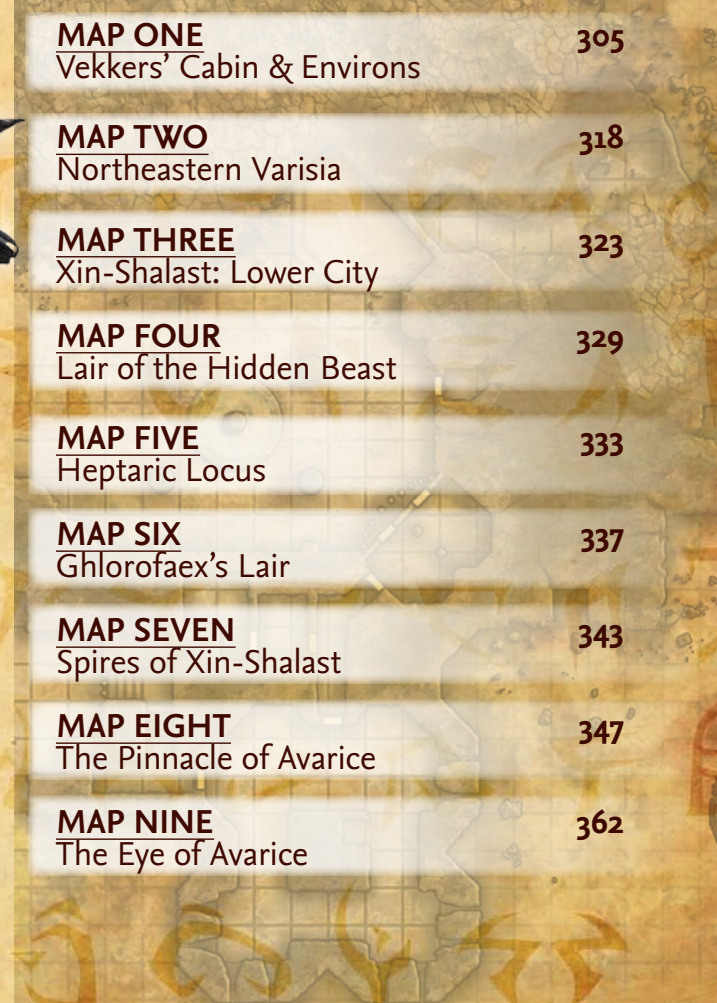 MAP ONE 305
Vekkers’ Cabin & Environs
MAP TWO 318
Northeastern Varisia
MAP THREE 323
Xin-Shalast: Lower City
MAP FOUR 329
Lair of the Hidden Beast
MAP FIVE 333
Heptaric Locus
MAP SIX 337
Ghlorofaex’s Lair
MAP SEVEN 343
Spires of Xin-Shalast
MAP EIGHT 347
The Pinnacle of Avarice
MAP NINE 362
The Eye of Avarice